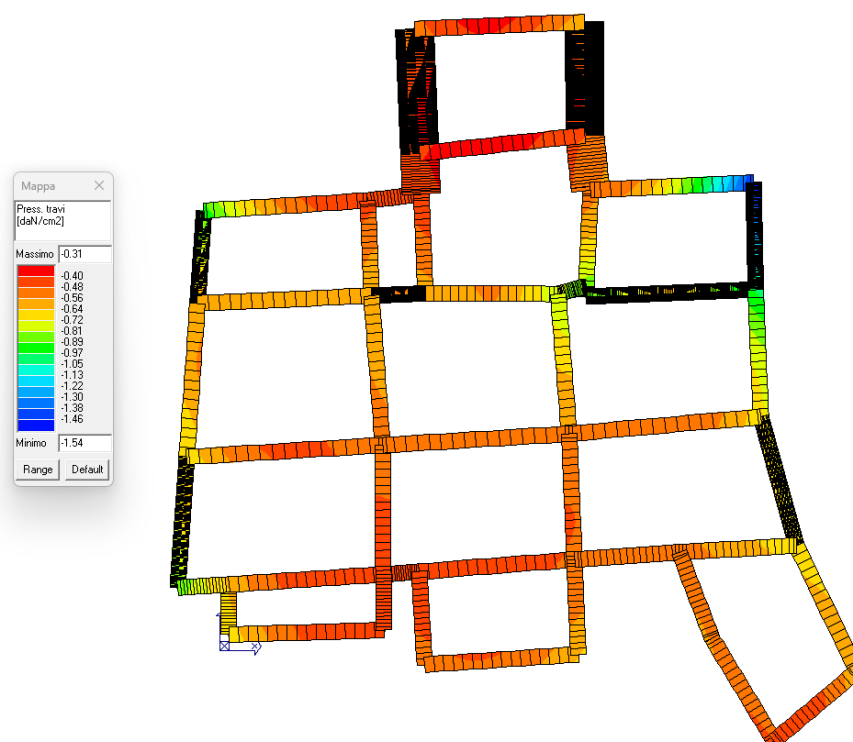 Mappa
Press. travi
[daN/cm2]
Massimo -0.31
-0.40
-0.48
-0.56
-0.64
-0.72
-0.81
-0.89
-0.97
-1.05
-1.13
-1.22
-1.30
-1.38
-1.46
Minimo -1.54
Range Default
X